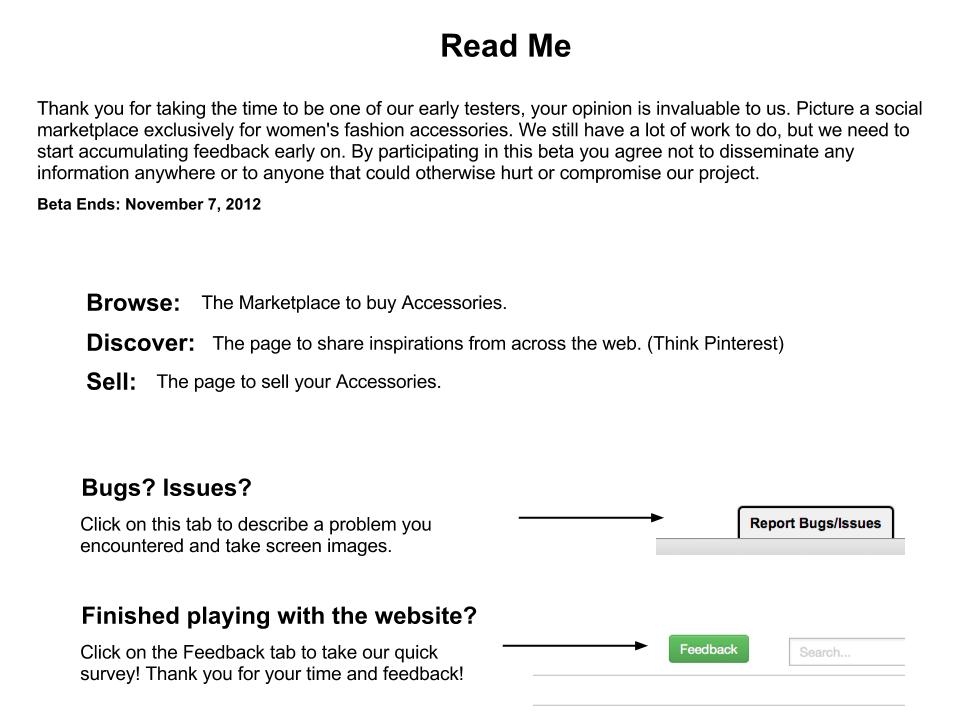 Read Me
Thank you for taking the time to be one of our early testers, your opinion is invaluable to us. Picture a social
marketplace exclusively for women's fashion accessories. We still have a lot of work to do, but we need to
start accumulating feedback early on. By participating in this beta you agree not to disseminate any
information anywhere or to anyone that could otherwise hurt or compromise our project.
Beta Ends: November 7, 2012
Browse: The Marketplace to buy Accessories.
Discover: The page to share inspirations from across the web. (Think Pinterest)
Sell: The page to sell your Accessories.
Bugs? Issues?
Click on this tab to describe a problem you
encountered and take screen images.
Report Bugs/Issues
Finished playing with the website?
Click on the Feedback tab to take our quick
survey! Thank you for your time and feedback!
Feedback
Search...